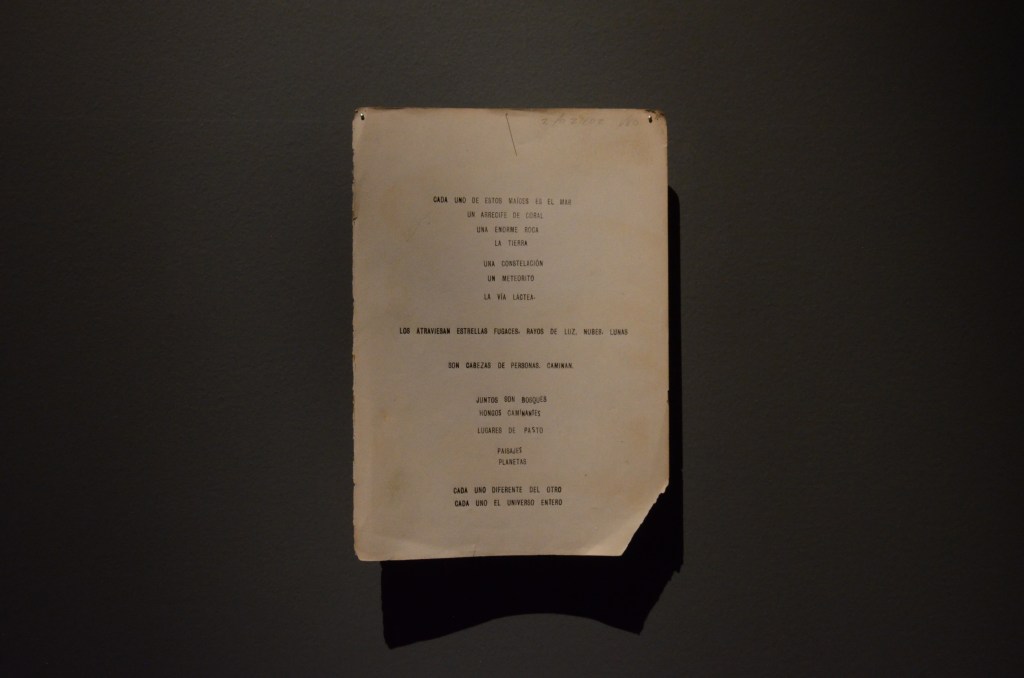 CADA UNO DE ESTOS MAÍCES ES EL MAR
UN ARRECIFE DE CORAL
UNA ENORME ROCA
LA TIERRA
UNA CONSTELACIÓN
UN METEORITO
LA VÍA LÁCTEA.
LOS ATRAVIESAN ESTRELLAS FUGACES, RAYOS DE LUZ, NUBES, LUNAS
SON CABEZAS DE PERSONAS. CAMINAN.
JUNTOS SON BOSQUES
HONGOS CAMINANTES
LUGARES DE PASTO
PAISAJES
PLANETAS
CADA UNO DIFERENTE DEL OTRO
CADA UNO EL UNIVERSO ENTERO